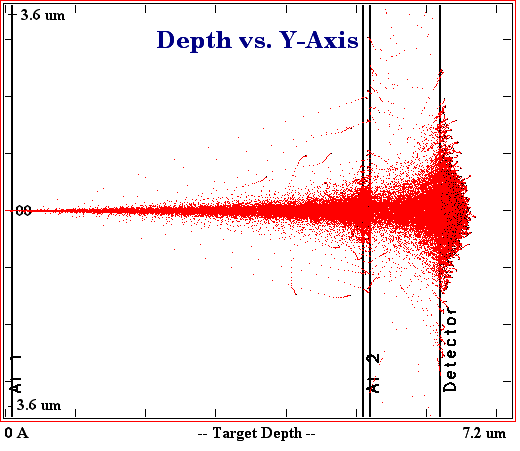 3.6 um
Depth vs. Y-Axis
Al 1
Al 2
Detector
3.6 um
0 A
-- Target Depth --
7.2 um